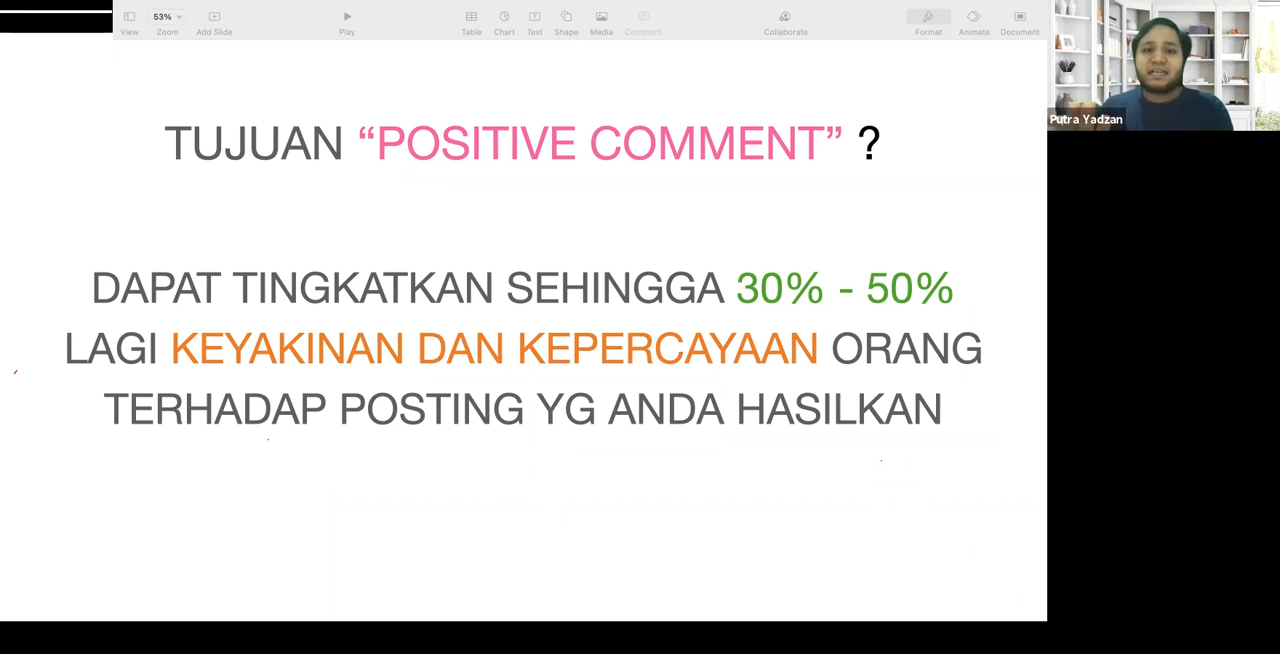 53%
View
Zoom
Add Slide
Play
Table
Chart
Text
Shape
Media
Comment
Collaborate
Format
Animate
Document
Putra Yadzan
TUJUAN “POSITIVE COMMENT” ?
DAPAT TINGKATKAN SEHINGGA 30% - 50%
LAGI KEYAKINAN DAN KEPERCAYAAN ORANG
TERHADAP POSTING YG ANDA HASILKAN